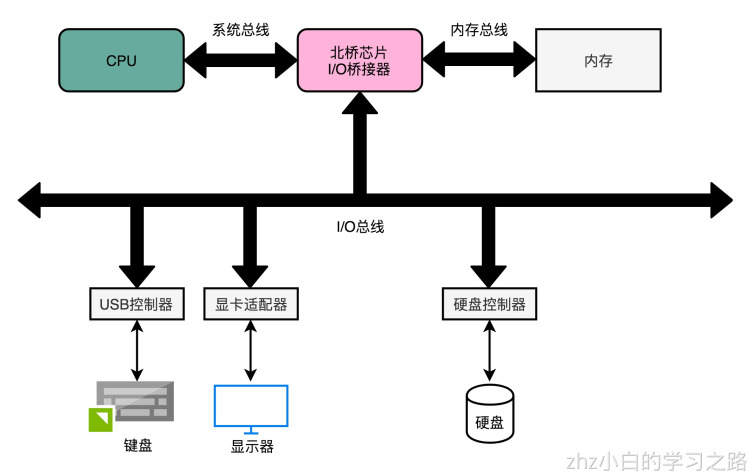 系统总线
内存总线
CPU
北桥芯片
I/O桥接器
内存
I/O总线
USB控制器
显卡适配器
硬盘控制器
键盘
显示器
硬盘
zhz小白的学习之路